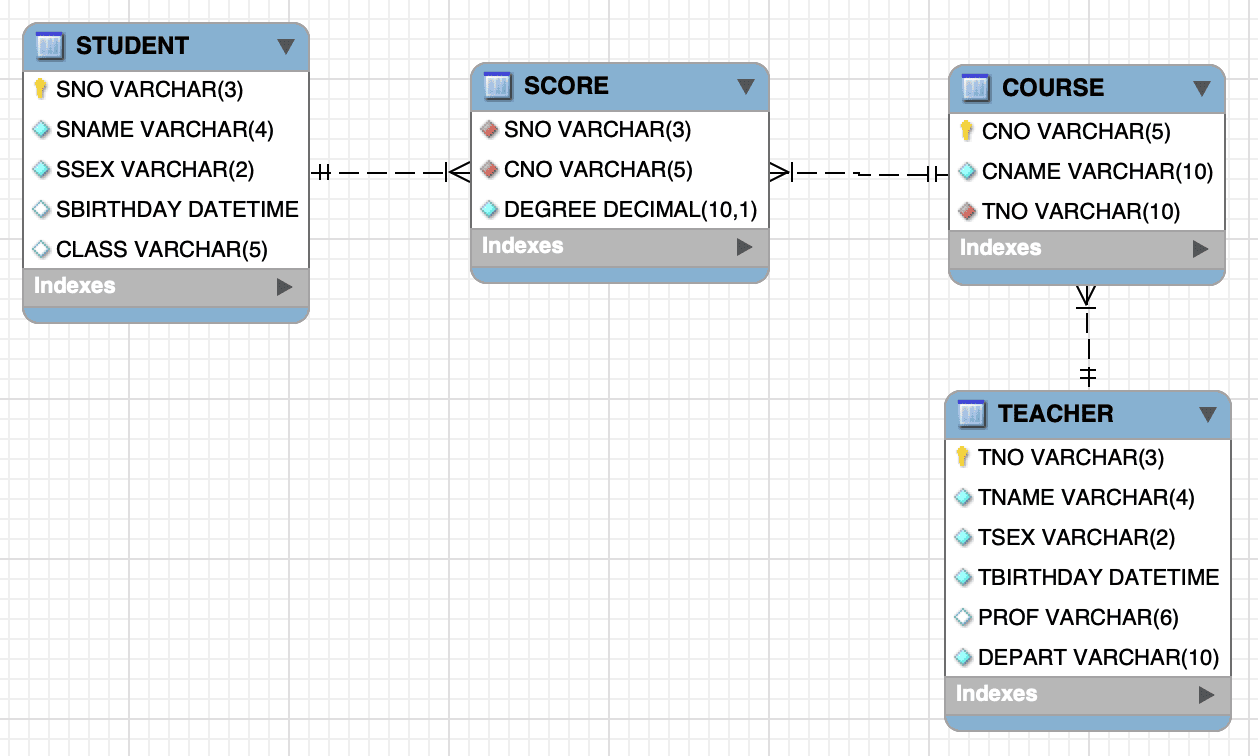 STUDENT
SNO VARCHAR(3)
SNAME VARCHAR(4)
SSEX VARCHAR(2)
SBIRTHDAY DATETIME
CLASS VARCHAR(5)
Indexes
SCORE
SNO VARCHAR(3)
CNO VARCHAR(5)
DEGREE DECIMAL(10,1)
Indexes
COURSE
CNO VARCHAR(5)
CNAME VARCHAR(10)
TNO VARCHAR(10)
Indexes
TEACHER
TNO VARCHAR(3)
TNAME VARCHAR(4)
TSEX VARCHAR(2)
TBIRTHDAY DATETIME
PROF VARCHAR(6)
DEPART VARCHAR(10)
Indexes